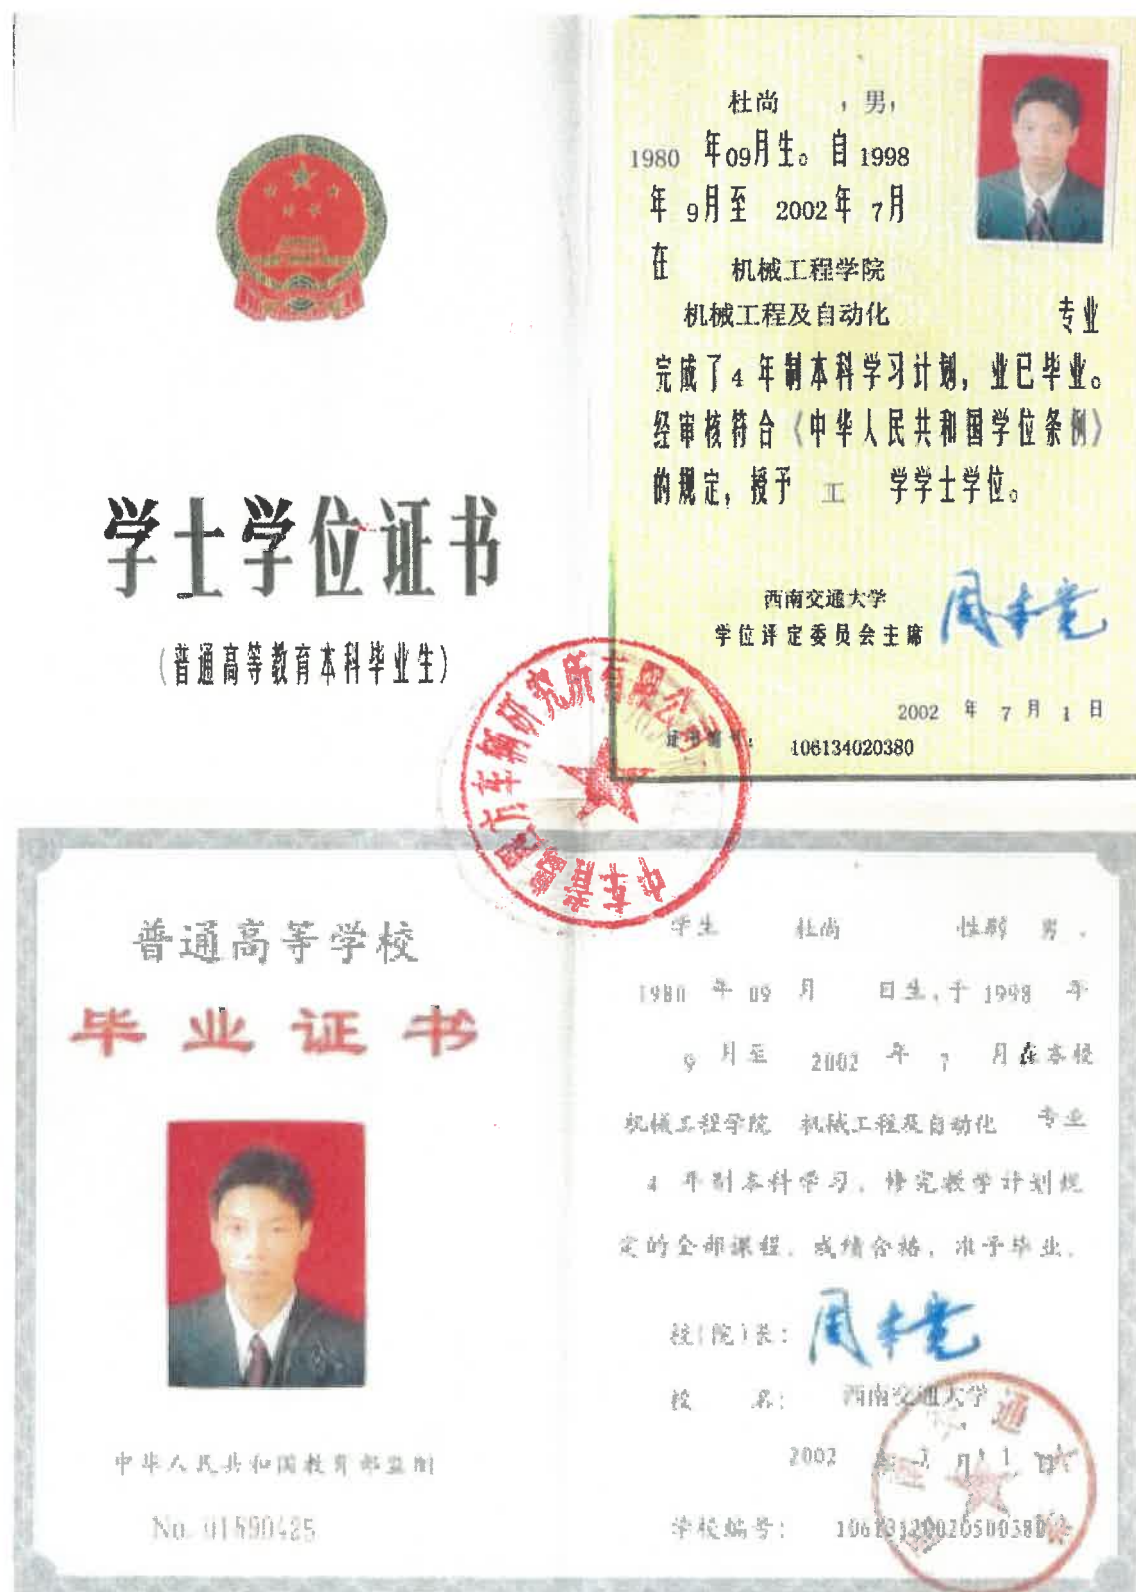 学士学位证书
(普通高等教育本科毕业生)
杜尚 ，男，
1980 年09月生。自 1998
年 9月至 2002年 7月
在 机械工程学院
机械工程及自动化 专业
完成了 4 年制本科学习计划，业已毕业。
经审核符合《中华人民共和国学位条例》
的规定，授予 工 学学士学位。
西南交通大学
学位评定委员会主席 周本宽
2002 年 7 月 1 日
证书编号： 106134020380
普通高等学校
毕业证书
中华人民共和国教育部监制
No. 01590425
学生 杜尚 性别 男 ，
1980 年 09 月 日生，于 1998 年
9 月至 2002 年 7 月在本校
机械工程学院 机械工程及自动化 专业
4 年制本科学习，修完教学计划规
定的全部课程，成绩合格，准予毕业。
校(院)长： 周本宽
校 名： 西南交通大学
2002 年 7 月 1 日
学校编号：